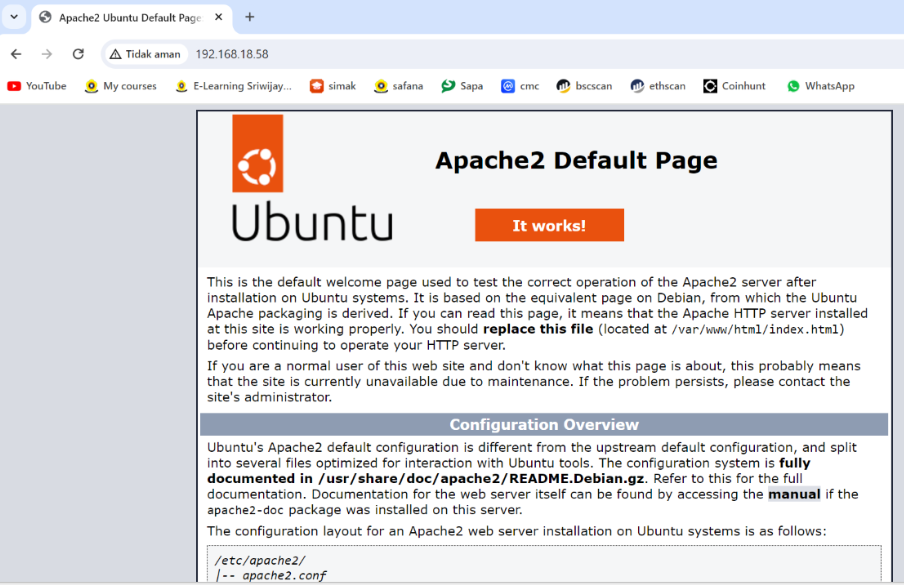 Apache2 Ubuntu Default Page
Tidak aman 192.168.18.58
YouTube My courses E-Learning Sriwijay... simak safana Sapa cmc bscscan ethscan Coinhunt WhatsApp
Apache2 Default Page
Ubuntu
It works!
This is the default welcome page used to test the correct operation of the Apache2 server after
installation on Ubuntu systems. It is based on the equivalent page on Debian, from which the Ubuntu
Apache packaging is derived. If you can read this page, it means that the Apache HTTP server installed
at this site is working properly. You should replace this file (located at /var/www/html/index.html)
before continuing to operate your HTTP server.
If you are a normal user of this web site and don't know what this page is about, this probably means
that the site is currently unavailable due to maintenance. If the problem persists, please contact the
site's administrator.
Configuration Overview
Ubuntu's Apache2 default configuration is different from the upstream default configuration, and split
into several files optimized for interaction with Ubuntu tools. The configuration system is fully
documented in /usr/share/doc/apache2/README.Debian.gz. Refer to this for the full
documentation. Documentation for the web server itself can be found by accessing the manual if the
apache2-doc package was installed on this server.
The configuration layout for an Apache2 web server installation on Ubuntu systems is as follows:
/etc/apache2/
|-- apache2.conf